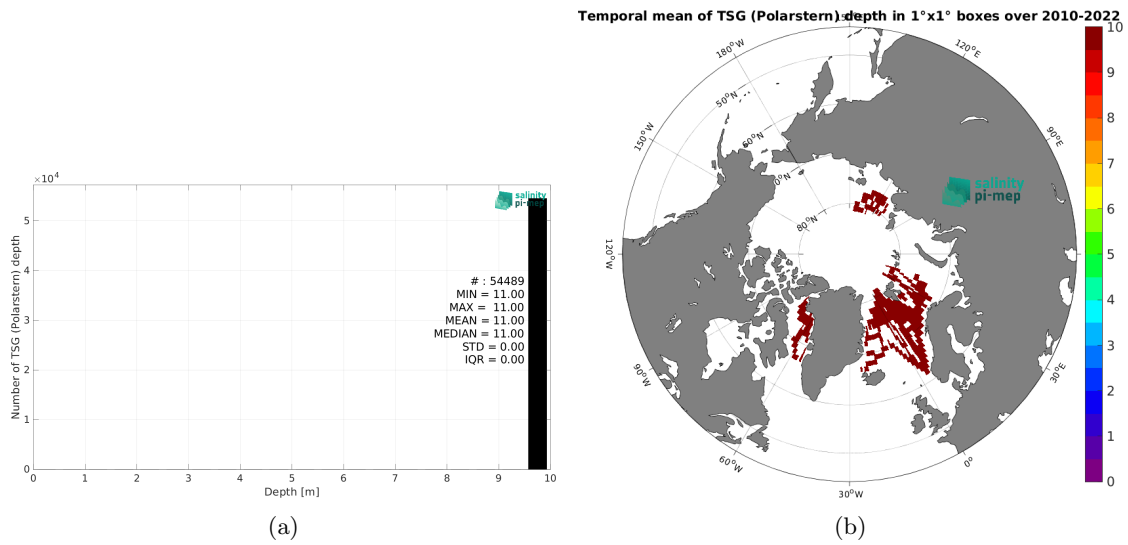 ×10⁴
salinity
pi-mep
Number of TSG (Polarstern) depth
5
4
3
2
1
0
# : 54489
MIN = 11.00
MAX = 11.00
MEAN = 11.00
MEDIAN = 11.00
STD = 0.00
IQR = 0.00
0 1 2 3 4 5 6 7 8 9 10
Depth [m]
(a)
Temporal mean of TSG (Polarstern) depth in 1°x1° boxes over 2010-2022
180°W
120°E
150°W
90°E
120°W
90°W
60°W
30°W
0°
30°E
50°N
60°N
80°N
salinity
pi-mep
10
9
8
7
6
5
4
3
2
1
0
(b)